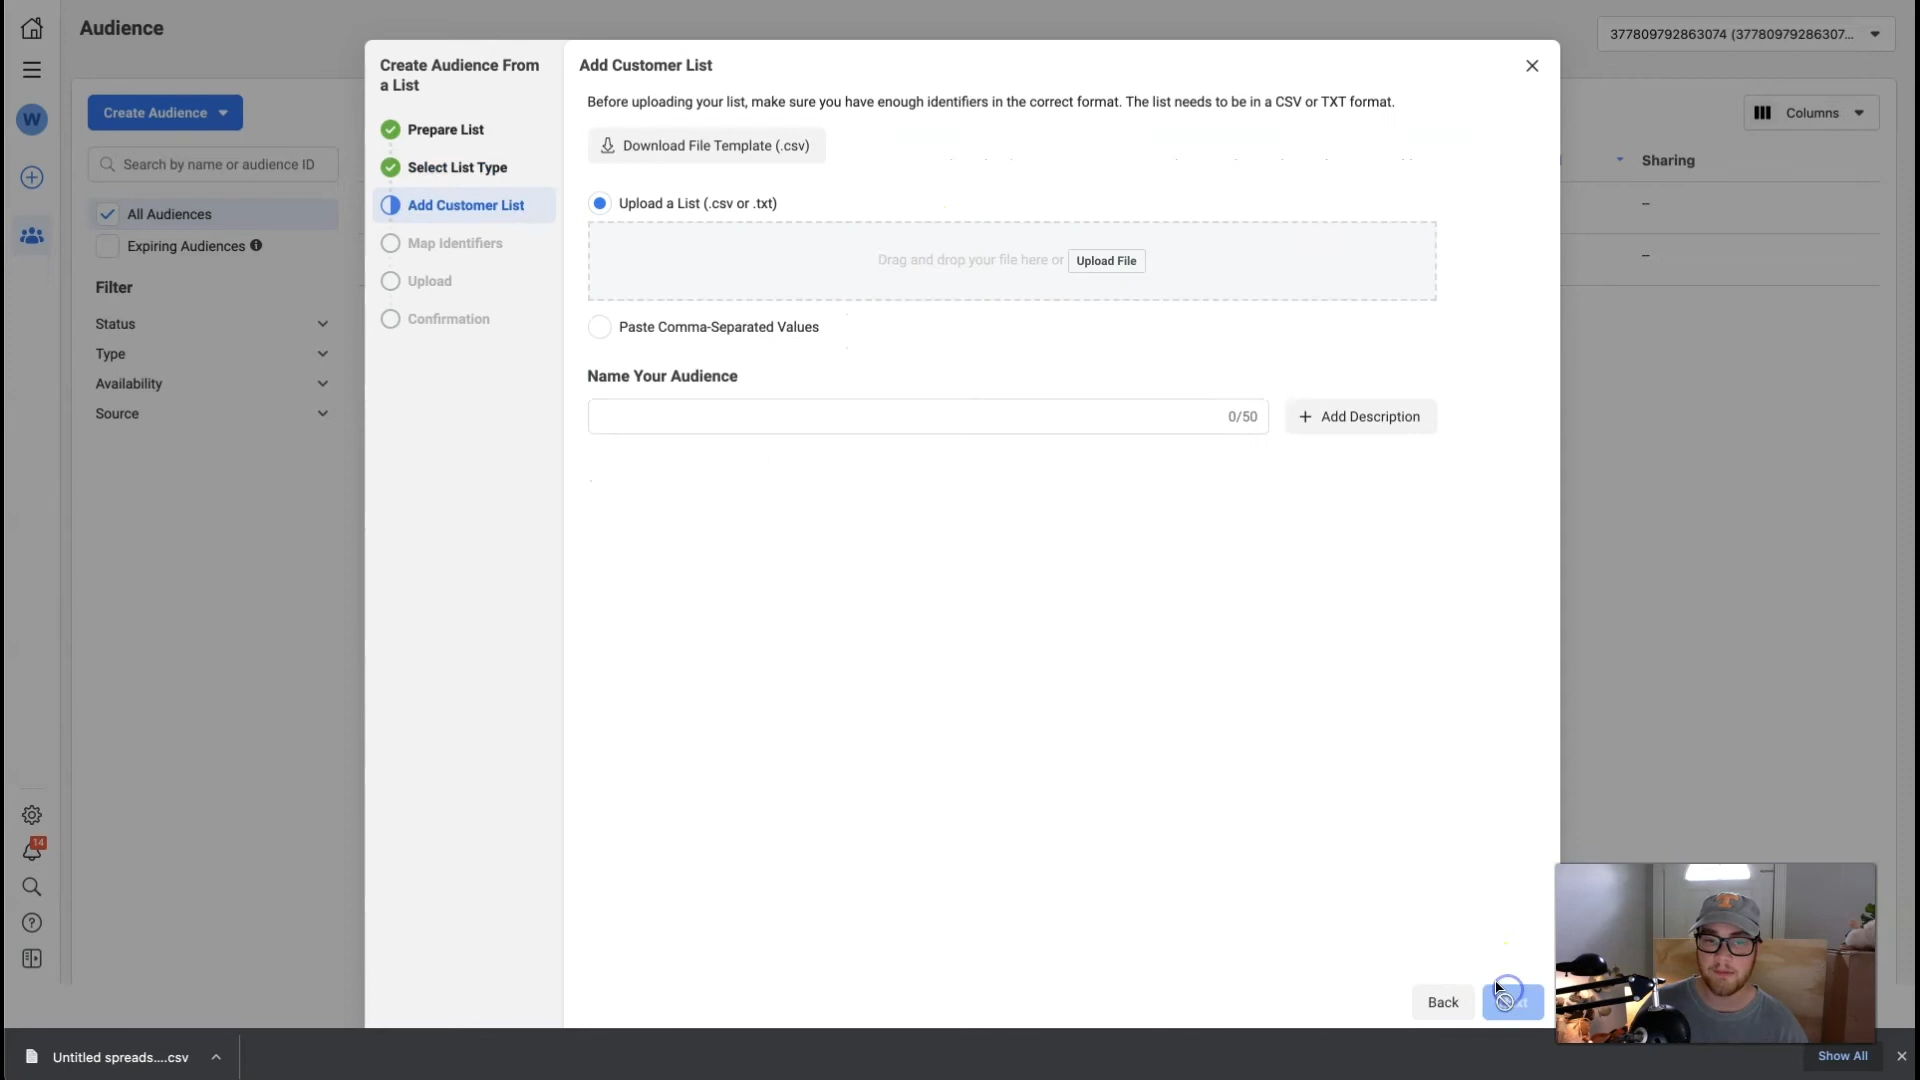 Audience
377809792863074 (37780979286307...
Create Audience
Columns
Search by name or audience ID
W
All Audiences
Expiring Audiences
Filter
Status
Type
Availability
Source
Sharing
--
--
14
Create Audience From
a List
Prepare List
Select List Type
Add Customer List
Map Identifiers
Upload
Confirmation
Add Customer List
Before uploading your list, make sure you have enough identifiers in the correct format. The list needs to be in a CSV or TXT format.
Download File Template (.csv)
Upload a List (.csv or .txt)
Drag and drop your file here or Upload File
Paste Comma-Separated Values
Name Your Audience
0/50
+ Add Description
Back
Untitled spreads....csv
Show All